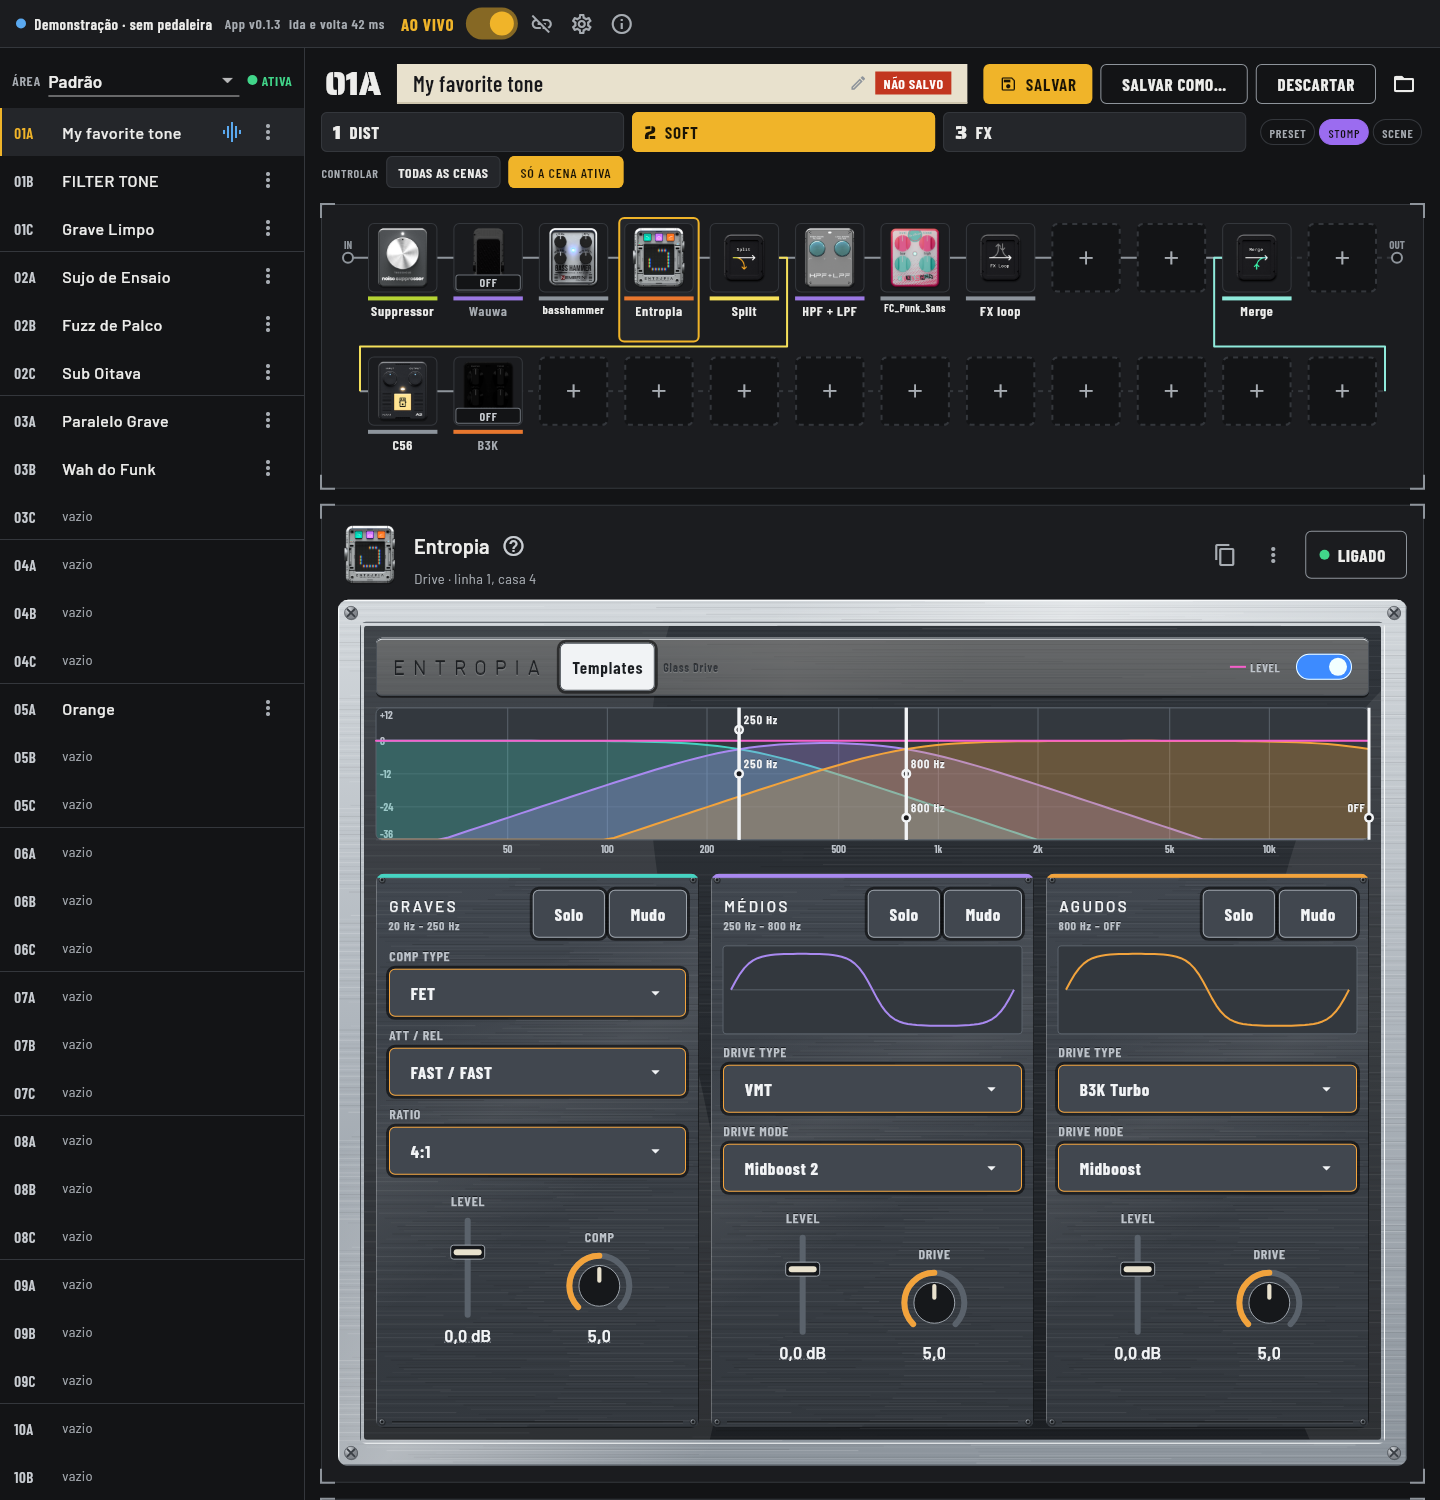 Demonstração · sem pedaleira App v0.1.3 Ida e volta 42 ms AO VIVO
ÁREA Padrão ATIVA
01A My favorite tone
01B FILTER TONE
01C Grave Limpo
02A Sujo de Ensaio
02B Fuzz de Palco
02C Sub Oitava
03A Paralelo Grave
03B Wah do Funk
03C vazio
04A vazio
04B vazio
04C vazio
05A Orange
05B vazio
05C vazio
06A vazio
06B vazio
06C vazio
07A vazio
07B vazio
07C vazio
08A vazio
08B vazio
08C vazio
09A vazio
09B vazio
09C vazio
10A vazio
10B vazio
01A My favorite tone NÃO SALVO SALVAR SALVAR COMO... DESCARTAR
1 DIST 2 SOFT 3 FX PRESET STOMP SCENE
CONTROLAR TODAS AS CENAS SÓ A CENA ATIVA
IN OUT
OFF
Split
HPF+LPF
FX Loop
Merge
noise suppressor
BASS HAMMER
ENTROPIA
Suppressor Wauwa basshammer Entropia Split HPF + LPF FC_Punk_Sans FX loop Merge
OFF
C56 B3K
Entropia
Drive · linha 1, casa 4
LIGADO
ENTROPIA Templates Glass Drive LEVEL
+12
0
-12
-24
-36
250 Hz
250 Hz
800 Hz
800 Hz
OFF
50 100 200 500 1k 2k 5k 10k
GRAVES Solo Mudo
20 Hz – 250 Hz
COMP TYPE
FET
ATT / REL
FAST / FAST
RATIO
4:1
LEVEL
COMP
0,0 dB 5,0
MÉDIOS Solo Mudo
250 Hz – 800 Hz
DRIVE TYPE
VMT
DRIVE MODE
Midboost 2
LEVEL
DRIVE
0,0 dB 5,0
AGUDOS Solo Mudo
800 Hz – OFF
DRIVE TYPE
B3K Turbo
DRIVE MODE
Midboost
LEVEL
DRIVE
0,0 dB 5,0